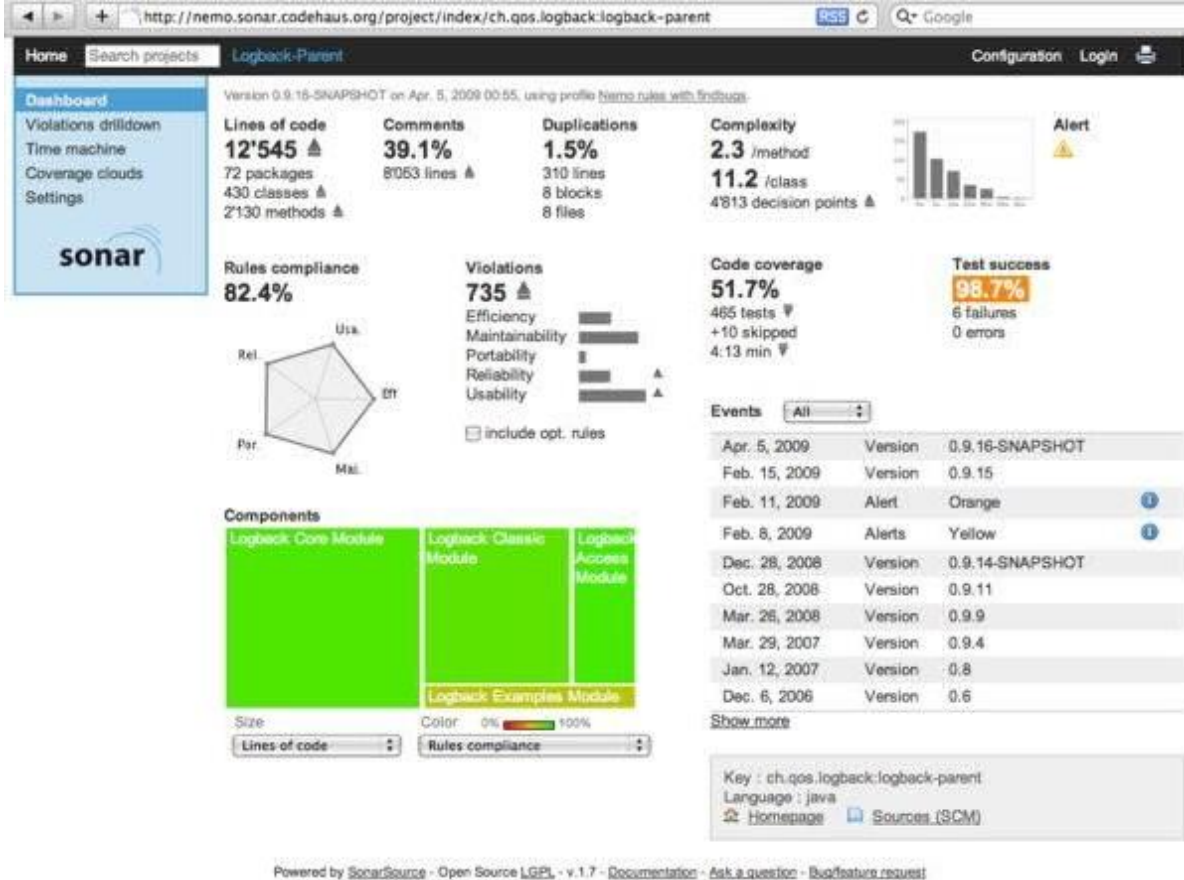 http://nemo.sonar.codehaus.org/project/index/ch.qos.logback:logback-parent RSS Google
Home Search projects Logback-Parent Configuration Login
Dashboard
Violations drilldown
Time machine
Coverage clouds
Settings
sonar
Version 0.9.16-SNAPSHOT on Apr. 5, 2009 00:55, using profile Nemo rules with findbugs.
Lines of code
12'545
72 packages
430 classes
2'130 methods
Comments
39.1%
8'053 lines
Duplications
1.5%
310 lines
8 blocks
8 files
Complexity
2.3 /method
11.2 /class
4'813 decision points
Alert
Rules compliance
82.4%
Usa.
Rel.
Eff
Por.
Mai.
Violations
735
Efficiency
Maintainability
Portability
Reliability
Usability
include opt. rules
Code coverage
51.7%
465 tests
+10 skipped
4:13 min
Test success
98.7%
6 failures
0 errors
Events All
Apr. 5, 2009 Version 0.9.16-SNAPSHOT
Feb. 15, 2009 Version 0.9.15
Feb. 11, 2009 Alert Orange
Feb. 8, 2009 Alerts Yellow
Dec. 28, 2008 Version 0.9.14-SNAPSHOT
Oct. 28, 2008 Version 0.9.11
Mar. 26, 2008 Version 0.9.9
Mar. 29, 2007 Version 0.9.4
Jan. 12, 2007 Version 0.8
Dec. 6, 2006 Version 0.6
Show more
Components
Logback Core Module
Logback Classic
Module
Logback
Access
Module
Logback Examples Module
Size
Lines of code
Color 0% 100%
Rules compliance
Key : ch.qos.logback:logback-parent
Language : java
Homepage Sources (SCM)
Powered by SonarSource - Open Source LGPL - v.1.7 - Documentation - Ask a question - Bug/feature request